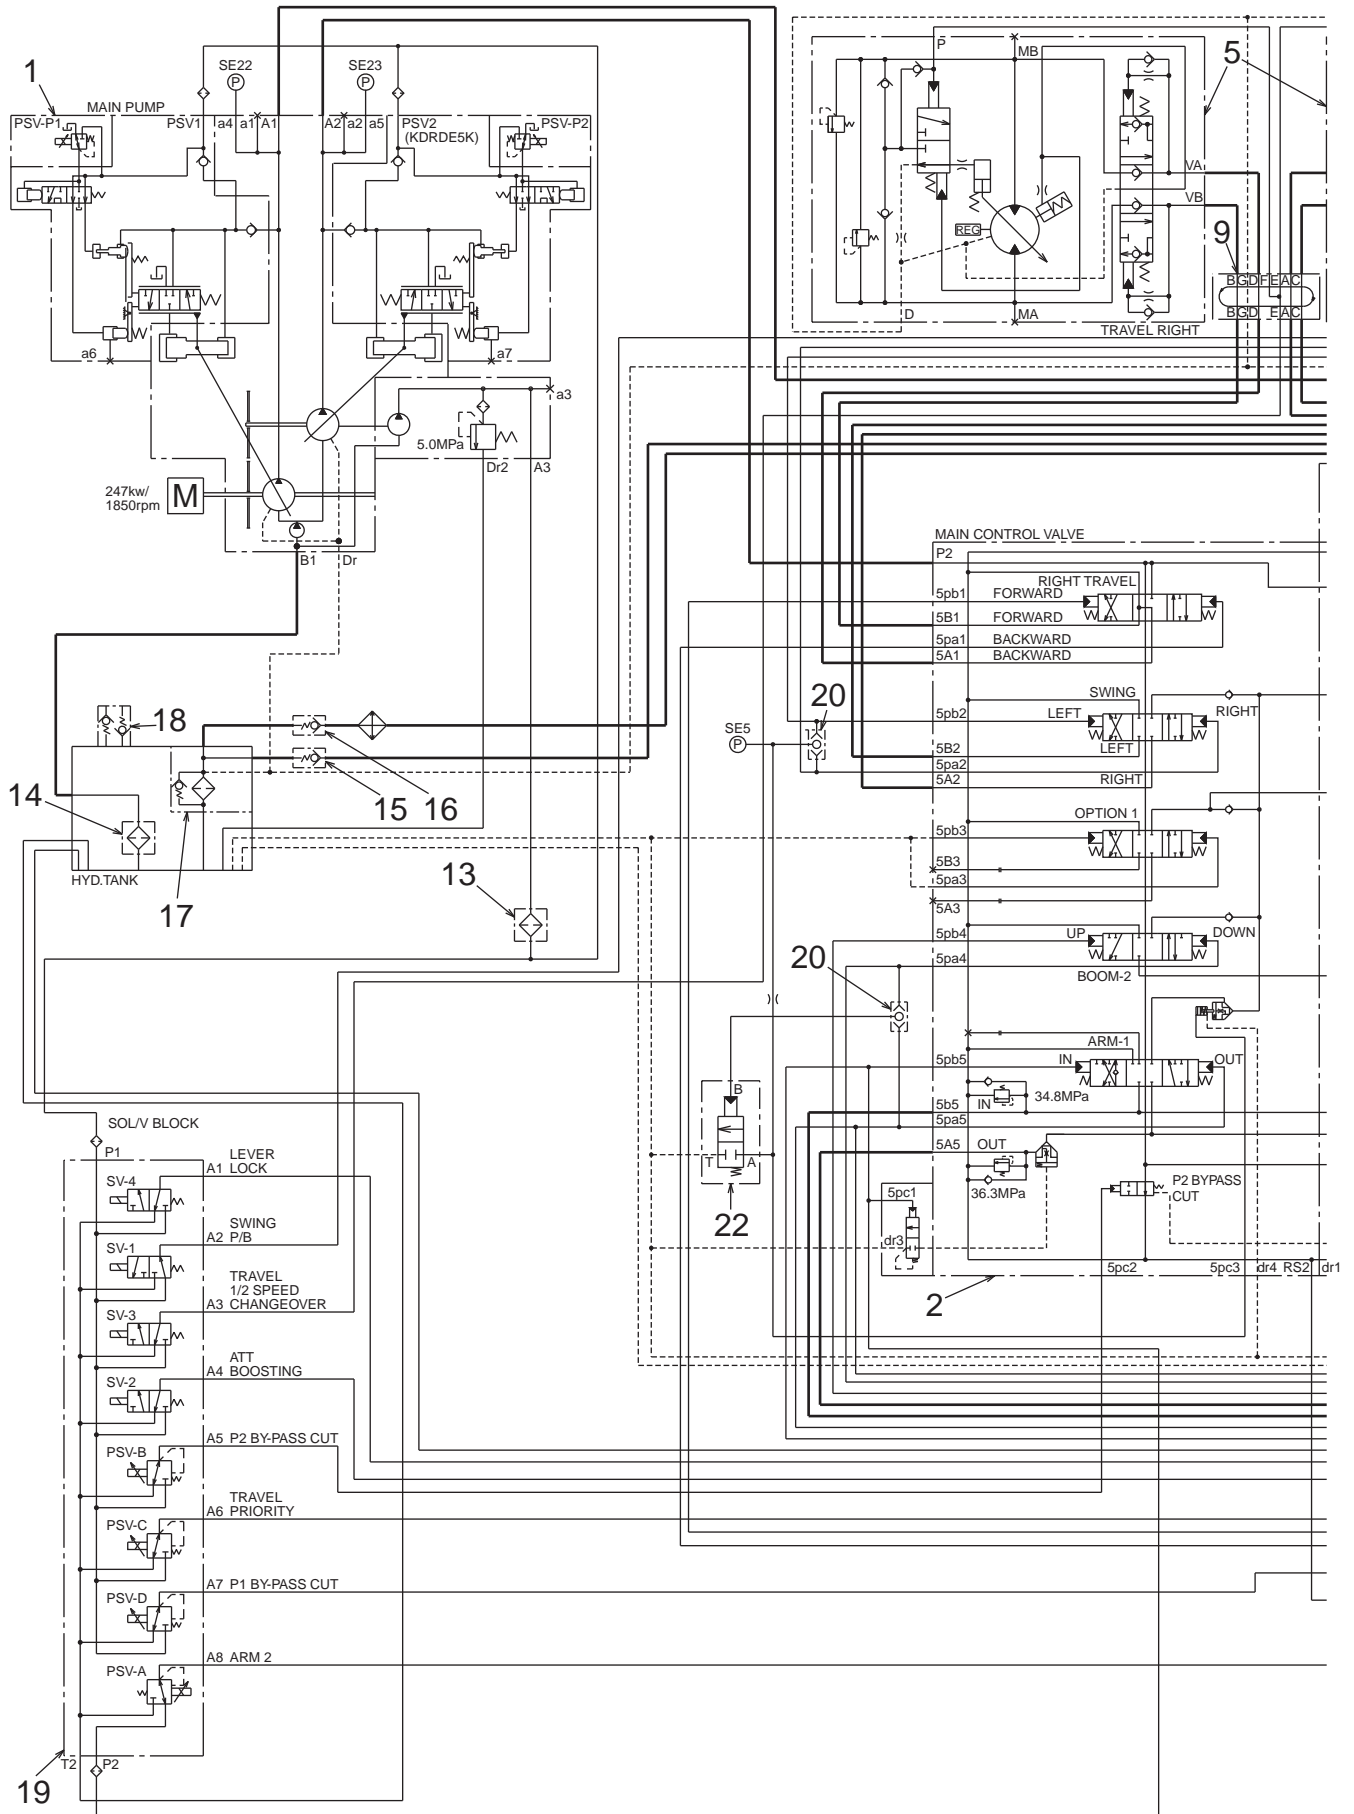 SE22
SE23
P
P
1
MAIN PUMP
PSV-P1
PSV1
a4
a1
A1
A2
a2
a5
PSV2
(KDRDE5K)
PSV-P2
a6
a7
a3
5.0MPa
Dr2
A3
247kw/
1850rpm
M
B1
Dr
P
MB
5
VA
VB
REG
9
BGDFEACC
BGD EAC
D
MA
TRAVEL RIGHT
MAIN CONTROL VALVE
P2
RIGHT TRAVEL
5pb1 FORWARD
5B1 FORWARD
5pa1 BACKWARD
5A1 BACKWARD
20
SWING
5pb2
LEFT
RIGHT
SE5
P
5B2
LEFT
5pa2
5A2
RIGHT
18
14
15
16
OPTION 1
5pb3
5B3
5pa3
5A3
HYD.TANK
17
13
20
5pb4
UP
DOWN
5pa4
BOOM-2
ARM-1
5pb5
IN
OUT
5b5
IN
34.8MPa
5pa5
5A5
OUT
36.3MPa
P2 BYPASS
CUT
B
T
A
22
5pc1
dr3
2
5pc2
5pc3
dr4
RS2
dr1
SOL/V BLOCK
P1
A1
LEVER
LOCK
SV-4
SWING
A2 P/B
SV-1
TRAVEL
1/2 SPEED
A3 CHANGEOVER
SV-3
ATT
A4 BOOSTING
SV-2
A5 P2 BY-PASS CUT
PSV-B
TRAVEL
A6 PRIORITY
PSV-C
A7 P1 BY-PASS CUT
PSV-D
A8 ARM 2
PSV-A
T2
P2
19